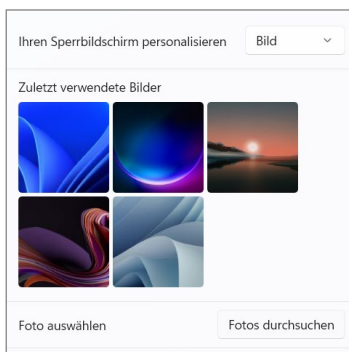 Ihren Sperrbildschirm personalisieren
Bild
Zuletzt verwendete Bilder
Foto auswählen
Fotos durchsuchen